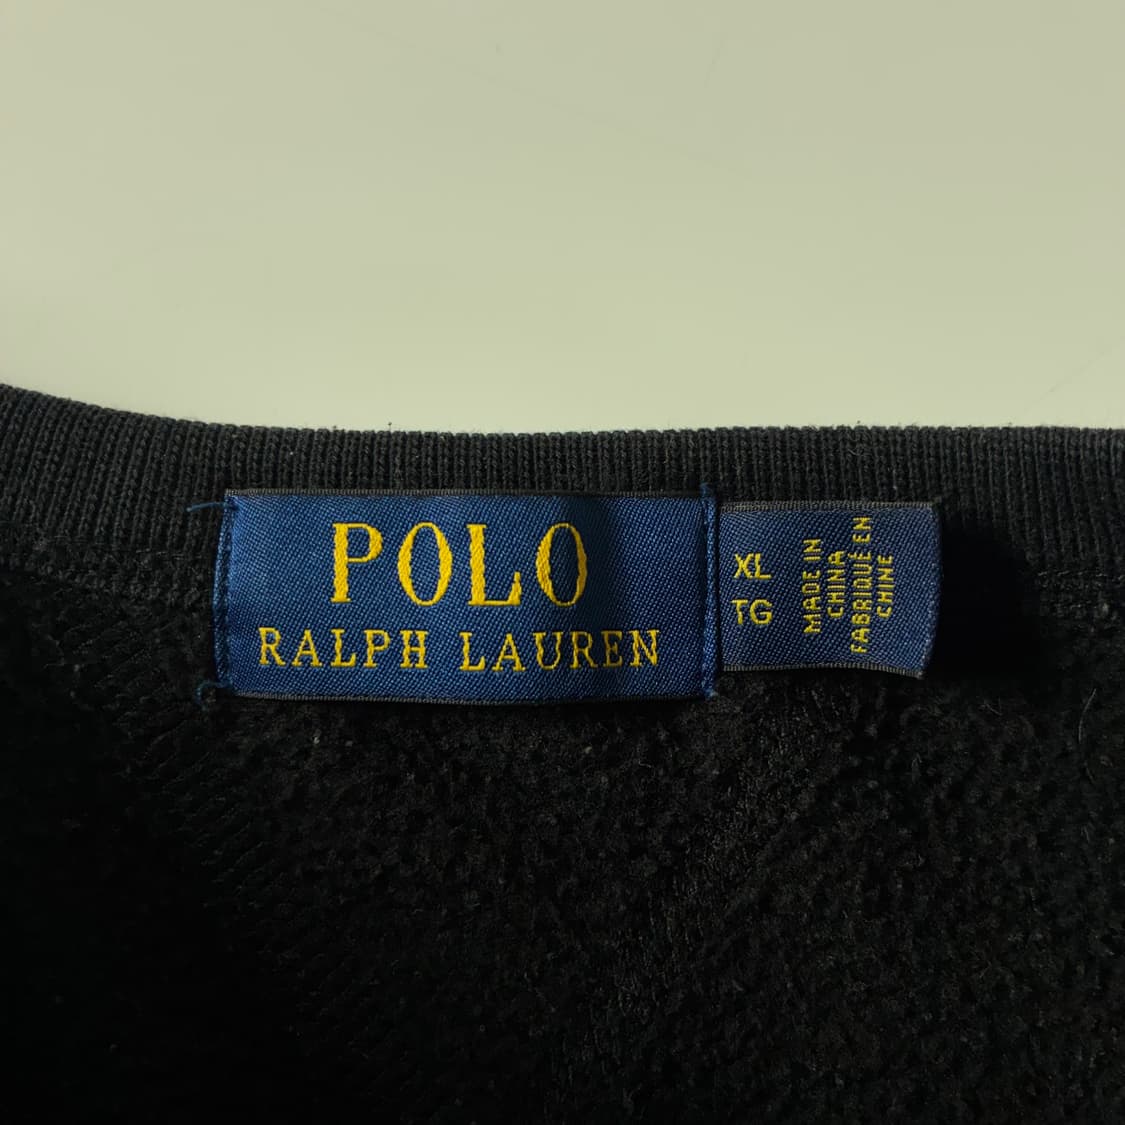 POLO
RALPH LAUREN
XL
TG
MADE IN
CHINA
FABRIQUÉ EN
CHINE